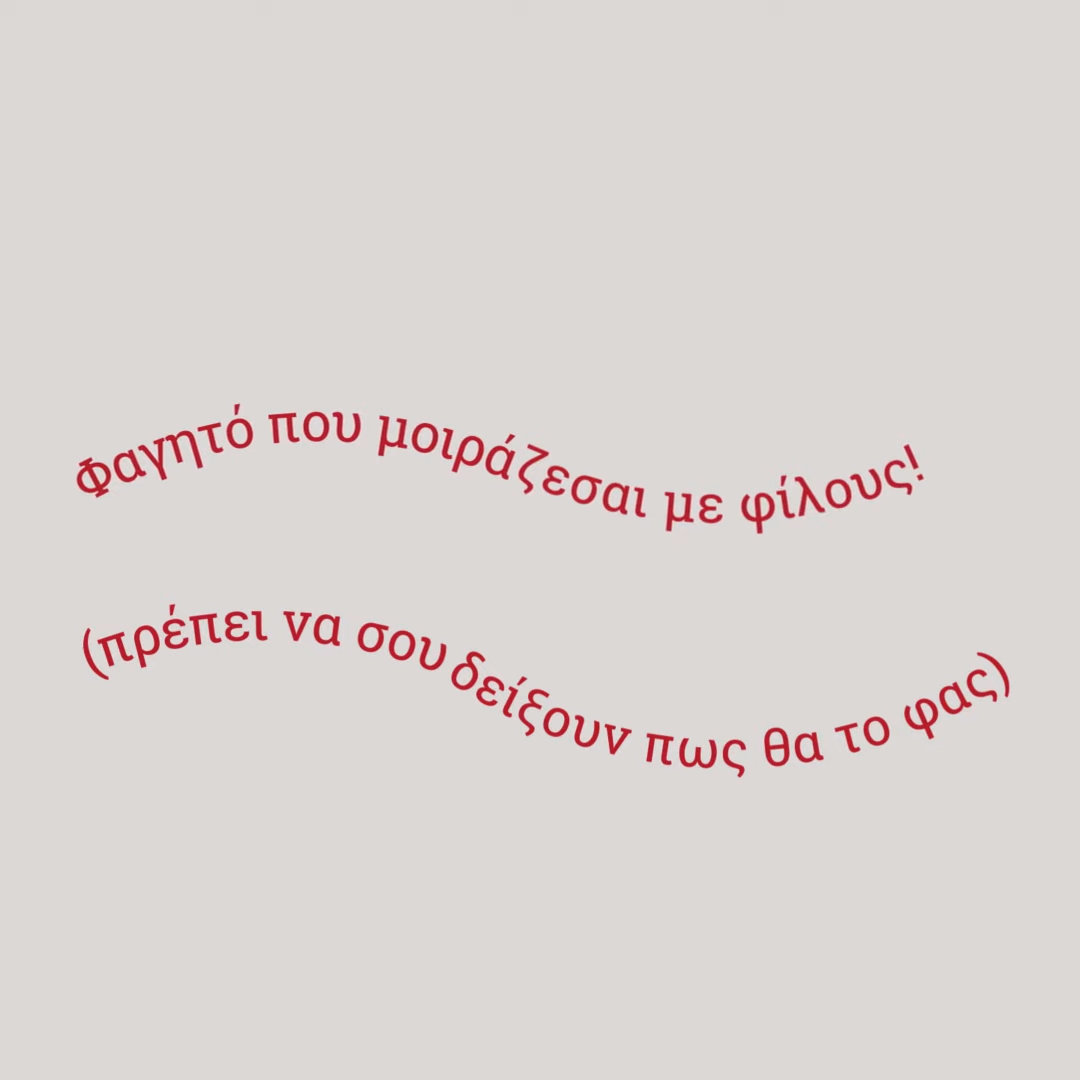 Φαγητό που μοιράζεσαι με φίλους!
(πρέπει να σου δείξουν πως θα το φας)